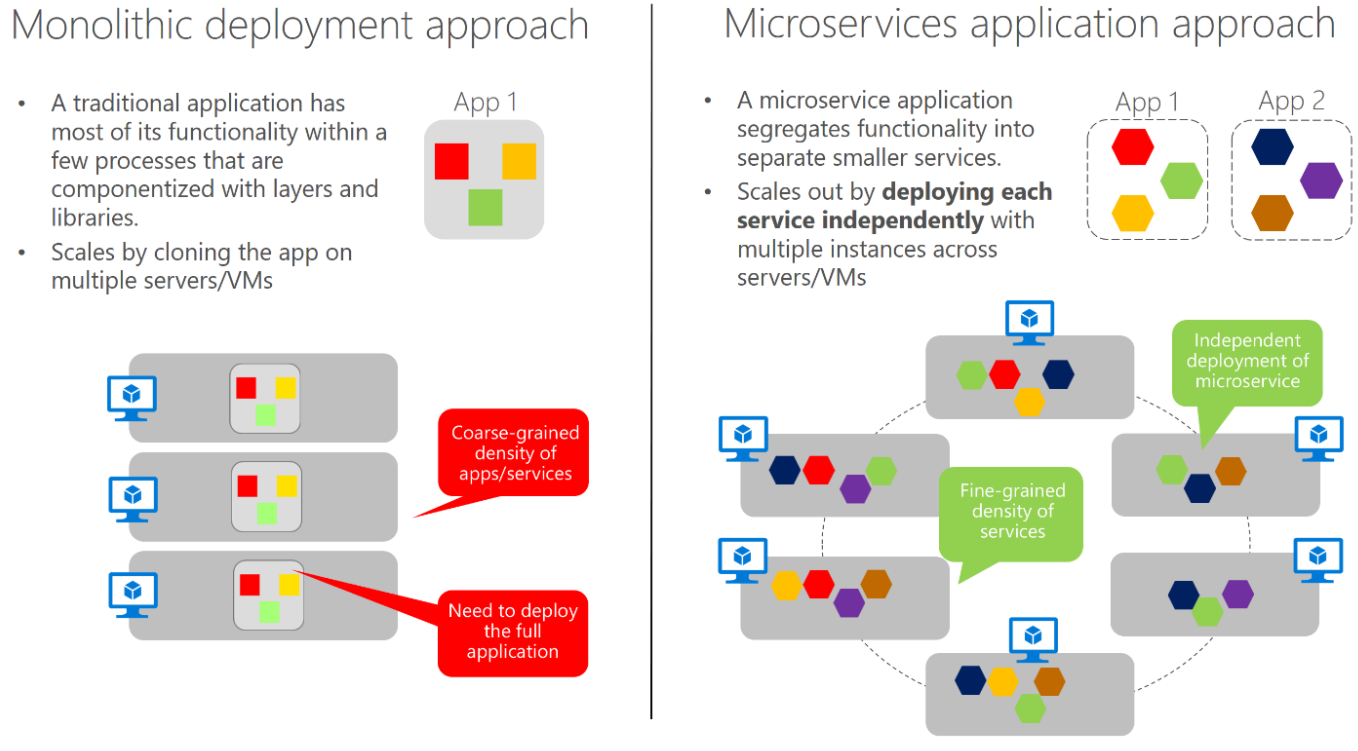 Monolithic deployment approach
• A traditional application has
most of its functionality within a
few processes that are
componentized with layers and
libraries.
• Scales by cloning the app on
multiple servers/VMs
App 1
Coarse-grained
density of
apps/services
Need to deploy
the full
application
Microservices application approach
• A microservice application
segregates functionality into
separate smaller services.
• Scales out by deploying each
service independently with
multiple instances across
servers/VMs
App 1
App 2
Independent
deployment of
microservice
Fine-grained
density of
services